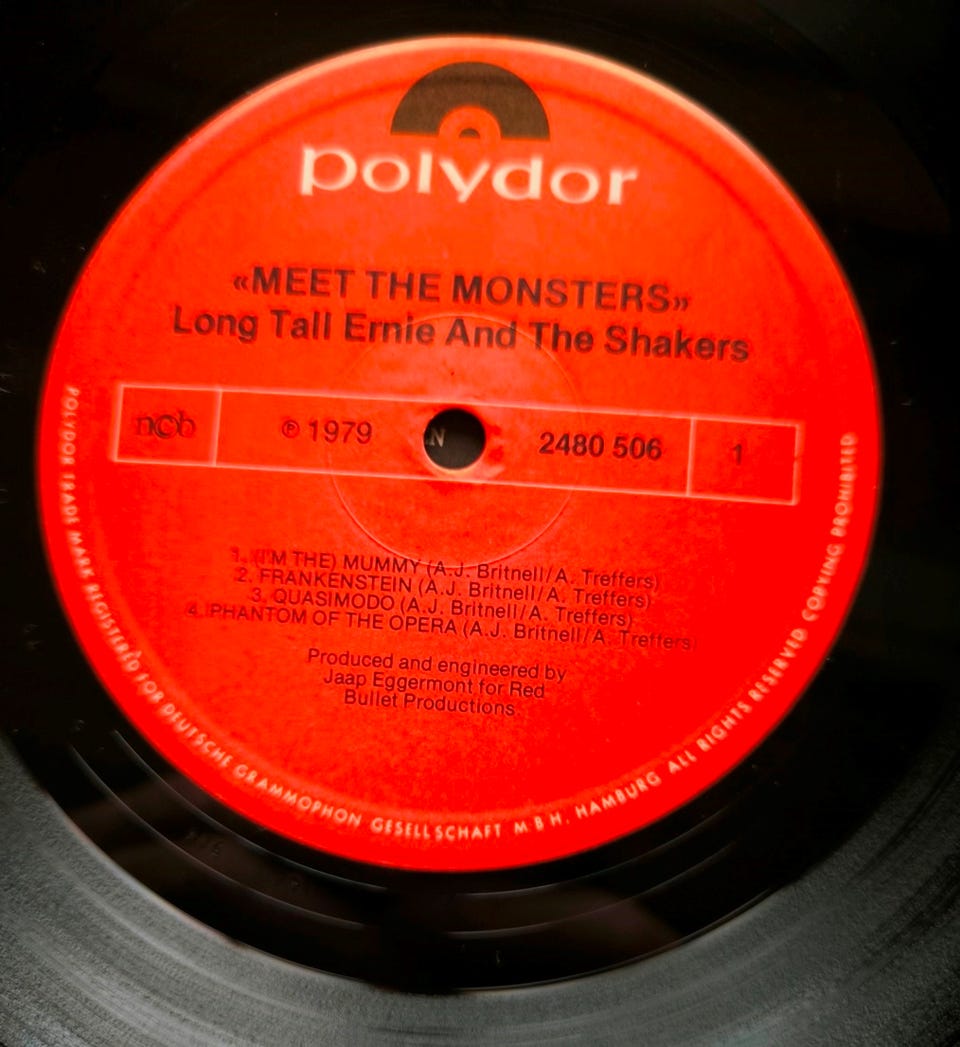 polydor
«MEET THE MONSTERS»
Long Tall Ernie And The Shakers
n©b
℗ 1979
N
2480 506
1
1. (I'M THE) MUMMY (A.J. Britnell/A. Treffers)
2. FRANKENSTEIN (A.J. Britnell/A. Treffers)
3. QUASIMODO (A.J. Britnell/A. Treffers)
4. PHANTOM OF THE OPERA (A.J. Britnell/A. Treffers)
Produced and engineered by
Jaap Eggermont for Red
Bullet Productions
POLYDOR TRADE MARK REGISTERED FOR DEUTSCHE GRAMMOPHON GESELLSCHAFT M B H. HAMBURG ALL RIGHTS RESERVED COPYING PROHIBITED